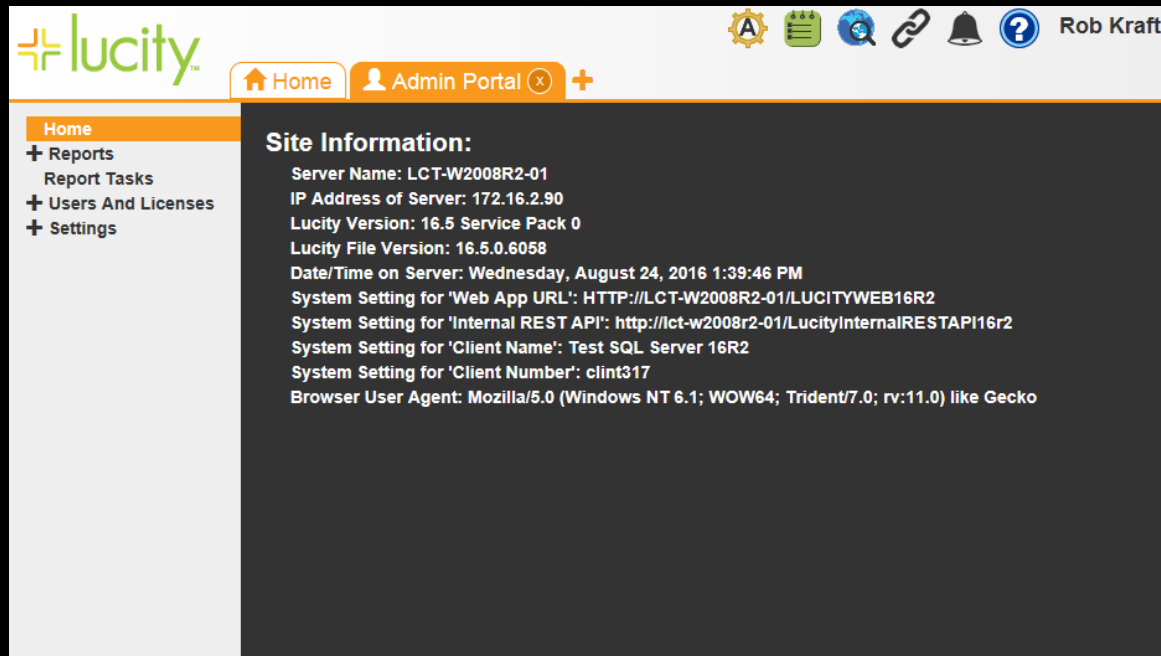 lucity™
Rob Kraft
Home
Admin Portal x
Home
Reports
Report Tasks
Users And Licenses
Settings
Site Information:
Server Name: LCT-W2008R2-01
IP Address of Server: 172.16.2.90
Lucity Version: 16.5 Service Pack 0
Lucity File Version: 16.5.0.6058
Date/Time on Server: Wednesday, August 24, 2016 1:39:46 PM
System Setting for 'Web App URL': HTTP://LCT-W2008R2-01/LUCITYWEB16R2
System Setting for 'Internal REST API': http://lct-w2008r2-01/LucityInternalRESTAPI16r2
System Setting for 'Client Name': Test SQL Server 16R2
System Setting for 'Client Number': clint317
Browser User Agent: Mozilla/5.0 (Windows NT 6.1; WOW64; Trident/7.0; rv:11.0) like Gecko